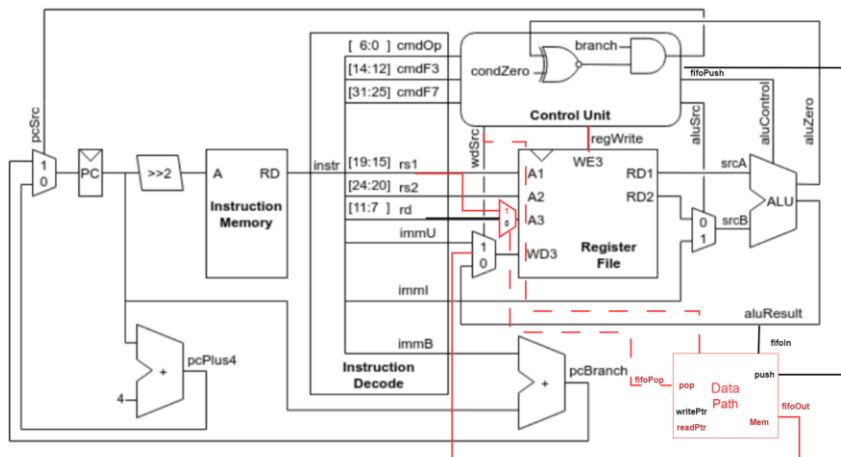 [ 6:0 ] cmdOp
[14:12] cmdF3
[31:25] cmdF7
branch
condZero
Control Unit
fifoPush
pcSrc
wdSrc
regWrite
aluSrc
aluControl
aluZero
1
0
PC
>>2
A RD
Instruction
Memory
instr
[19:15] rs1
[24:20] rs2
[11:7 ] rd
immU
immI
immB
Instruction
Decode
1
0
1
0
WE3
A1 RD1
A2 RD2
A3
WD3
Register
File
srcA
srcB
0
1
ALU
aluResult
4
+
pcPlus4
+
pcBranch
fifoIn
fifoPop
pop
push
Data
Path
writePtr
readPtr
Mem
fifoOut